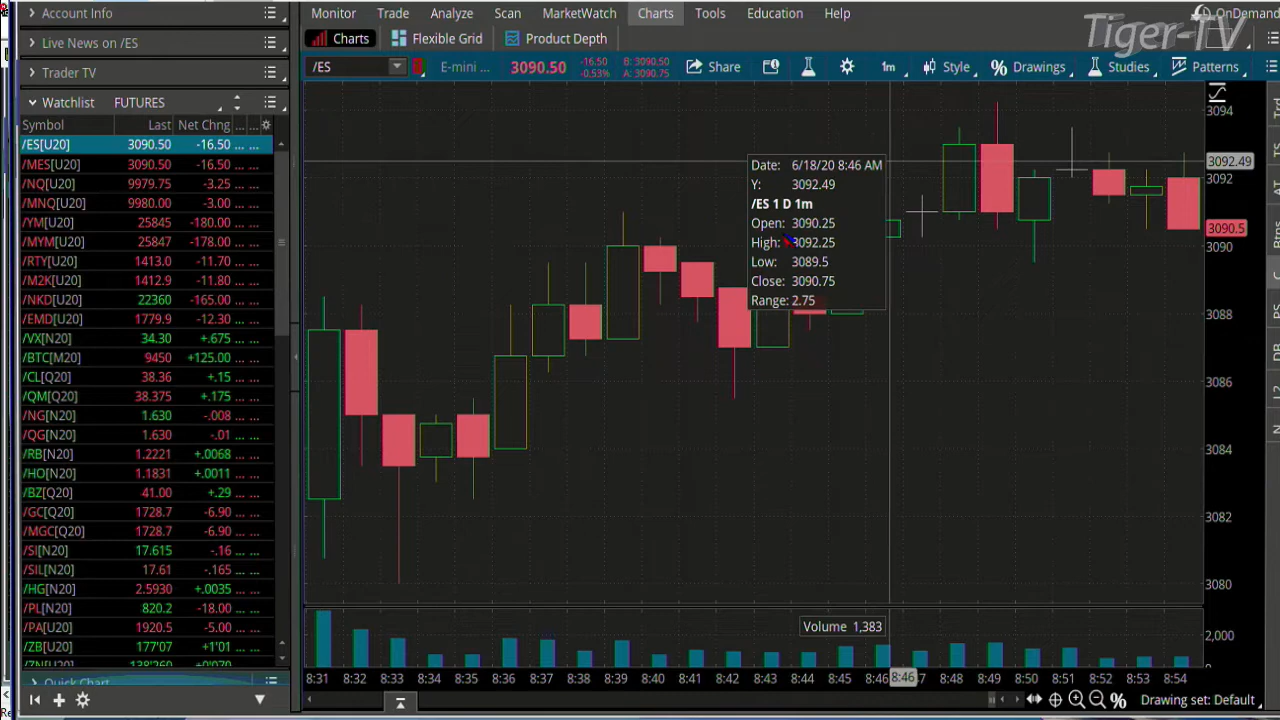 Account Info
Live News on /ES
Trader TV
Watchlist FUTURES
Symbol Last Net Chng ... ...
/ES[U20] 3090.50 -16.50 ... ...
/MES[U20] 3090.50 -16.50 ... ...
/NQ[U20] 9979.75 -3.25 ... ...
/MNQ[U20] 9980.00 -3.00 ... ...
/YM[U20] 25845 -180.00 ... ...
/MYM[U20] 25847 -178.00 ... ...
/RTY[U20] 1413.0 -11.70 ... ...
/M2K[U20] 1412.9 -11.80 ... ...
/NKD[U20] 22360 -165.00 ... ...
/EMD[U20] 1779.9 -12.30 ... ...
/VX[N20] 34.30 +.675 ... ...
/BTC[M20] 9450 +125.00 ... ...
/CL[Q20] 38.36 +.15 ... ...
/QM[Q20] 38.375 +.175 ... ...
/NG[N20] 1.630 -.008 ... ...
/QG[N20] 1.630 -.01 ... ...
/RB[N20] 1.2221 +.0068 ... ...
/HO[N20] 1.1831 +.0011 ... ...
/BZ[Q20] 41.00 +.29 ... ...
/GC[Q20] 1728.7 -6.90 ... ...
/MGC[Q20] 1728.7 -6.90 ... ...
/SI[N20] 17.615 -.16 ... ...
/SIL[N20] 17.61 -.165 ... ...
/HG[N20] 2.5930 +.0035 ... ...
/PL[N20] 820.2 -18.00 ... ...
/PA[U20] 1920.5 -5.00 ... ...
/ZB[U20] 177'07 +1'01 ... ...
/ZN[U20] 138'260 +0'070 ... ...
Quick Chart
Monitor Trade Analyze Scan MarketWatch Charts Tools Education Help
OnDemand
Tiger-TV
Charts Flexible Grid Product Depth
/ES E-mini ... 3090.50 -16.50 B: 3090.50
-0.53% A: 3090.75
Share 1m Style % Drawings Studies Patterns
3094
3092.49
3092
3090.5
3090
3088
3086
3084
3082
3080
Date: 6/18/20 8:46 AM
Y: 3092.49
/ES 1 D 1m
Open: 3090.25
High: 3092.25
Low: 3089.5
Close: 3090.75
Range: 2.75
Volume 1,383
2,000
0
8:31 8:32 8:33 8:34 8:35 8:36 8:37 8:38 8:39 8:40 8:41 8:42 8:43 8:44 8:45 8:46 8:46 7 8:48 8:49 8:50 8:51 8:52 8:53 8:54
% Drawing set: Default